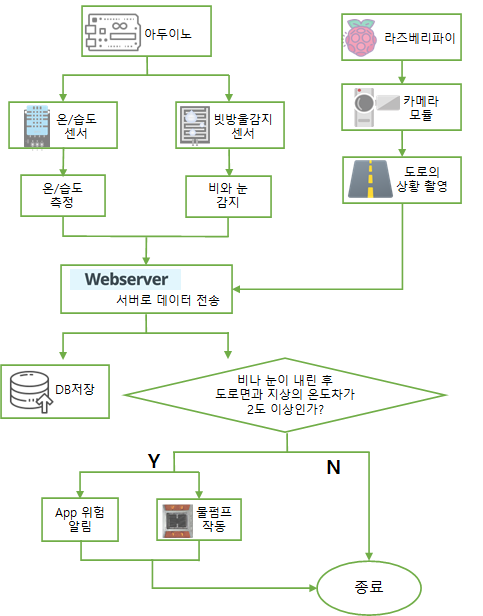 아두이노
라즈베리파이
온/습도
센서
빗방울감지
센서
카메라
모듈
온/습도
측정
비와 눈
감지
도로의
상황 촬영
Webserver
서버로 데이터 전송
DB저장
비나 눈이 내린 후
도로면과 지상의 온도차가
2도 이상인가?
Y
N
App 위험
알림
물펌프
작동
종료